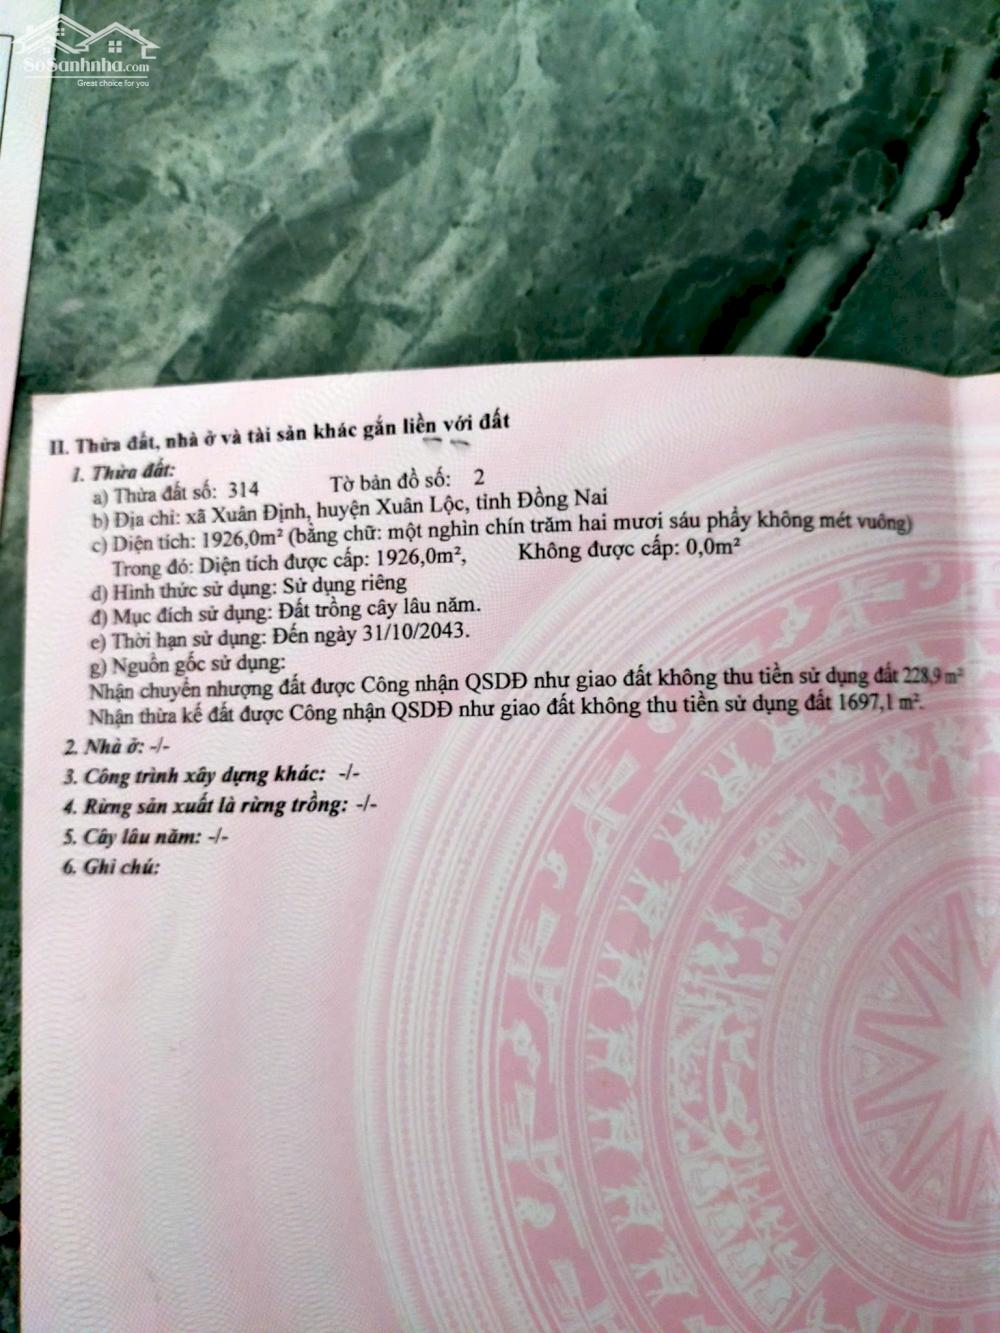 SoSanhnha.com
Great choice for you
II. Thửa đất, nhà ở và tài sản khác gắn liền với đất
1. Thửa đất:
a) Thửa đất số: 314 Tờ bản đồ số: 2
b) Địa chỉ: xã Xuân Định, huyện Xuân Lộc, tỉnh Đồng Nai
c) Diện tích: 1926,0m² (bằng chữ: một nghìn chín trăm hai mươi sáu phẩy không mét vuông)
Trong đó: Diện tích được cấp: 1926,0m², Không được cấp: 0,0m²
d) Hình thức sử dụng: Sử dụng riêng
đ) Mục đích sử dụng: Đất trồng cây lâu năm.
e) Thời hạn sử dụng: Đến ngày 31/10/2043.
g) Nguồn gốc sử dụng:
Nhận chuyển nhượng đất được Công nhận QSDĐ như giao đất không thu tiền sử dụng đất 228,9 m²
Nhận thừa kế đất được Công nhận QSDĐ như giao đất không thu tiền sử dụng đất 1697,1 m².
2. Nhà ở: -/-
3. Công trình xây dựng khác: -/-
4. Rừng sản xuất là rừng trồng: -/-
5. Cây lâu năm: -/-
6. Ghi chú: